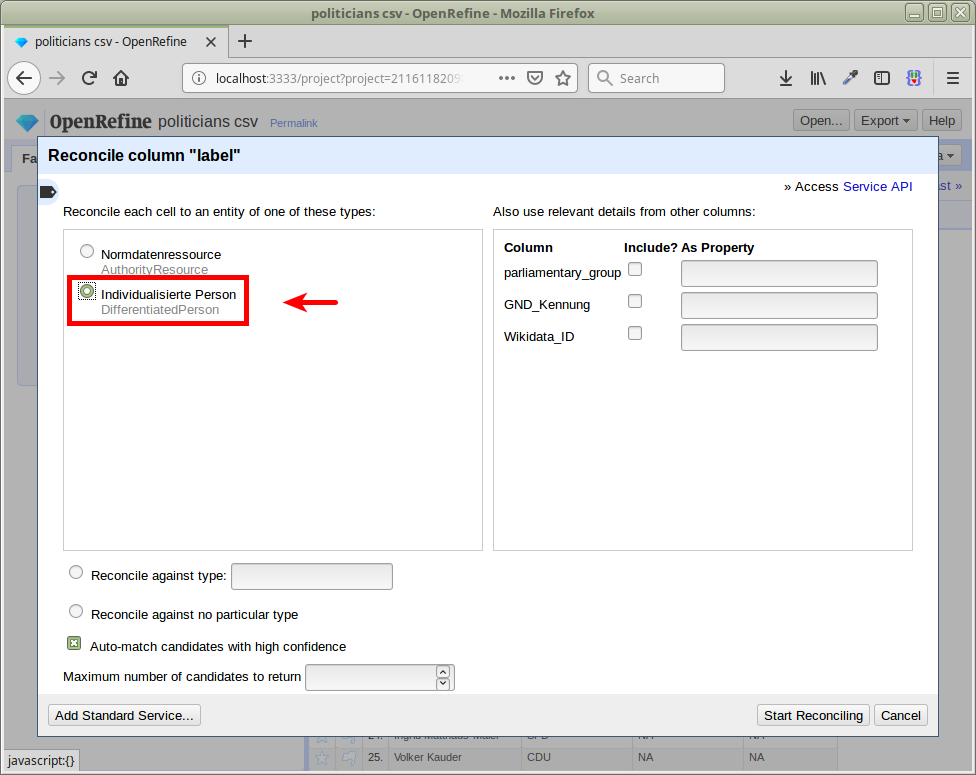 politicians csv - OpenRefine - Mozilla Firefox
politicians csv - OpenRefine
localhost:3333/project?project=211611820
Search
OpenRefine politicians csv Permalink
Open... Export Help
Reconcile column "label"
» Access Service API
Reconcile each cell to an entity of one of these types:
Also use relevant details from other columns:
Normdatenressource
AuthorityResource
Individualisierte Person
DifferentiatedPerson
Column Include? As Property
parliamentary_group
GND_Kennung
Wikidata_ID
Reconcile against type:
Reconcile against no particular type
Auto-match candidates with high confidence
Maximum number of candidates to return
Add Standard Service...
Start Reconciling Cancel
25. Volker Kauder CDU NA NA
javascript:{}